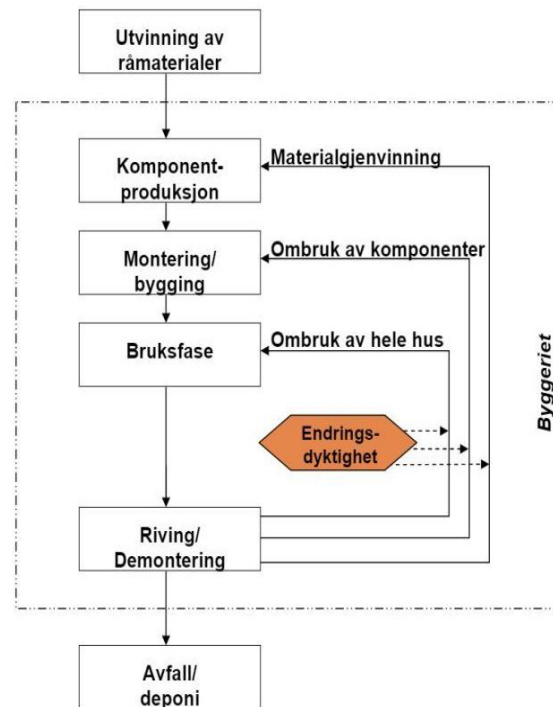 Utvinning av
råmaterialer
Komponent-
produksjon
Materialgjenvinning
Montering/
bygging
Ombruk av komponenter
Bruksfase
Ombruk av hele hus
Endrings-
dyktighet
Byggeriet
Riving/
Demontering
Avfall/
deponi